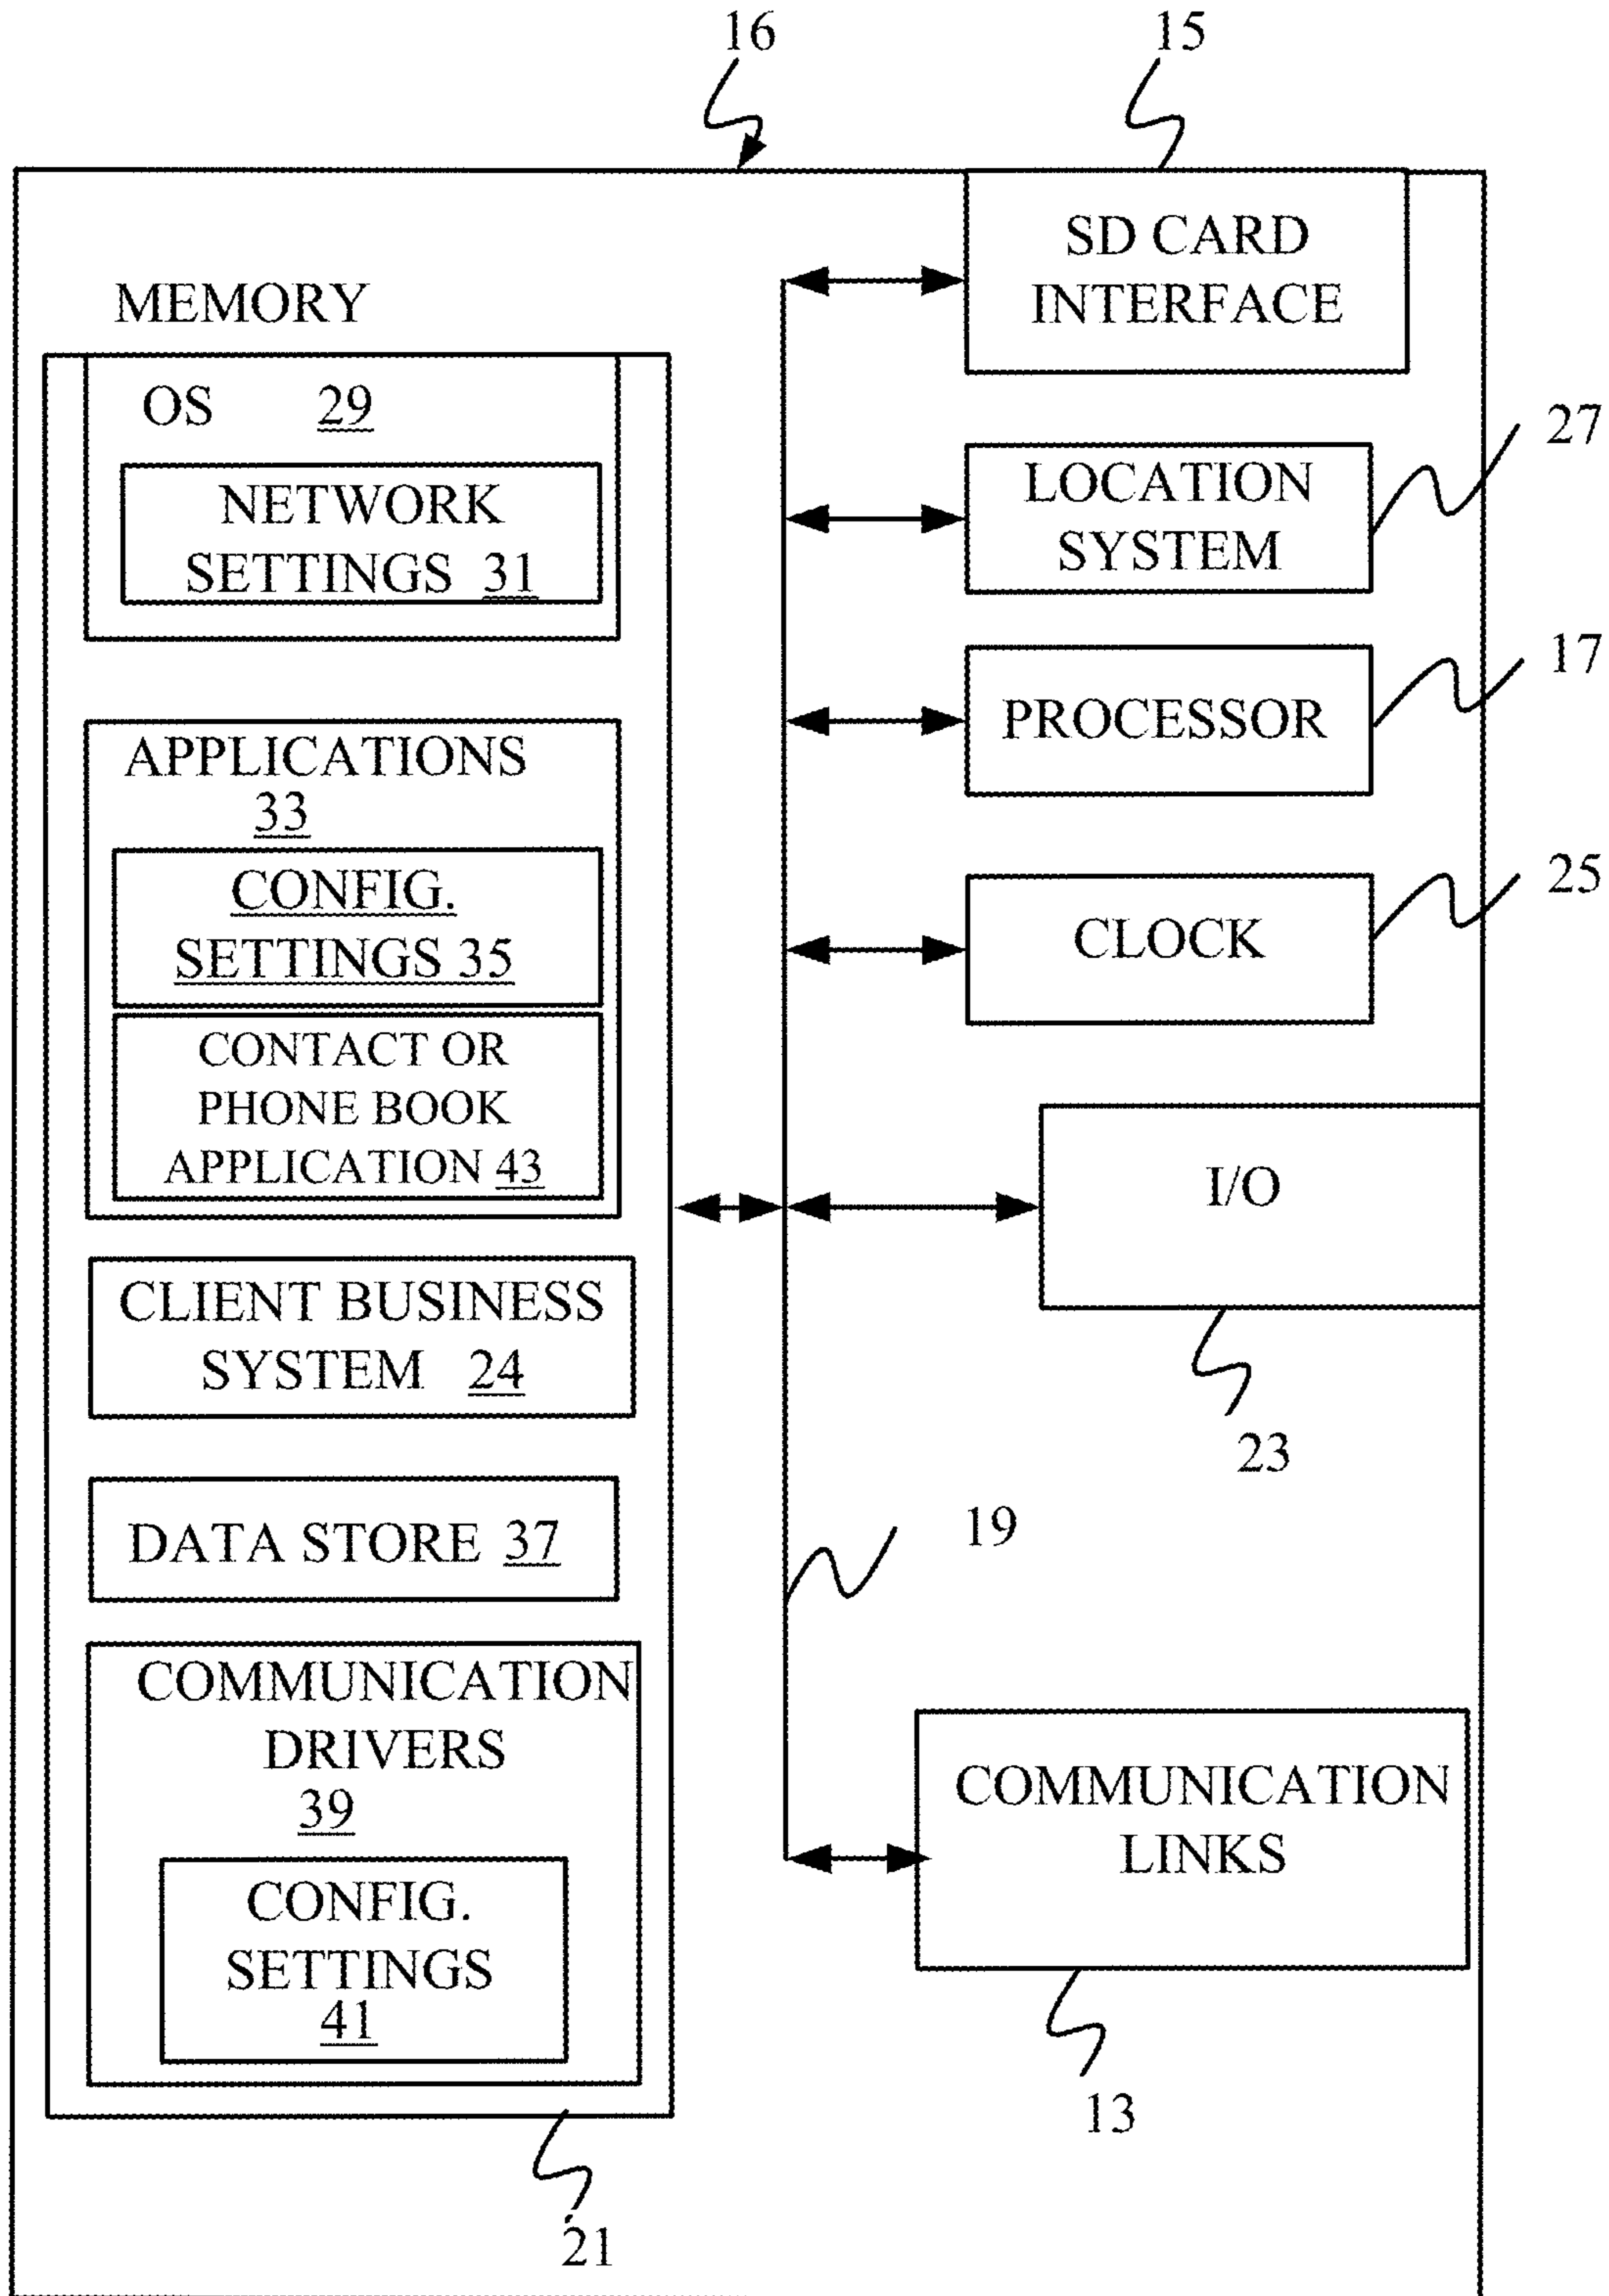 16
15
MEMORY
OS 29
NETWORK
SETTINGS 31
APPLICATIONS
33
CONFIG.
SETTINGS 35
CONTACT OR
PHONE BOOK
APPLICATION 43
CLIENT BUSINESS
SYSTEM 24
DATA STORE 37
COMMUNICATION
DRIVERS
39
CONFIG.
SETTINGS
41
21
SD CARD
INTERFACE
LOCATION
SYSTEM
27
PROCESSOR
17
CLOCK
25
I/O
23
19
COMMUNICATION
LINKS
13